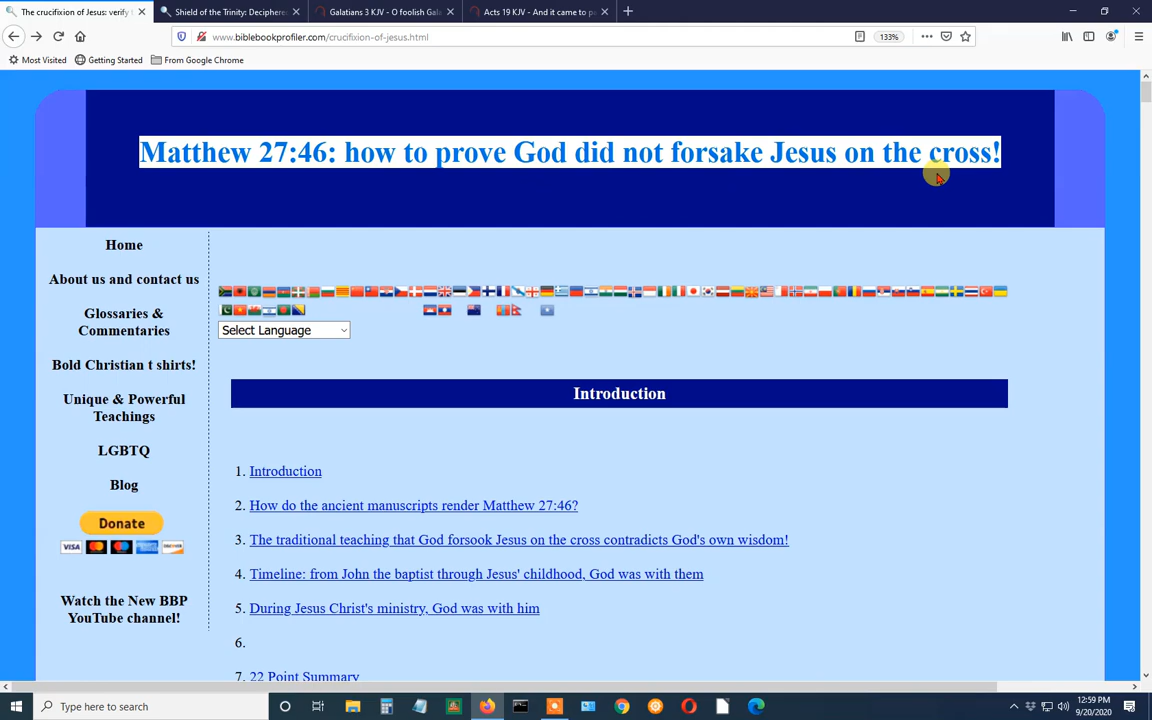 The crucifixion of Jesus: verify
Shield of the Trinity: Decipherec
Galatians 3 KJV - O foolish Gala
Acts 19 KJV - And it came to p
www.biblebookprofiler.com/crucifixion-of-jesus.html
133%
Most Visited
Getting Started
From Google Chrome
Matthew 27:46: how to prove God did not forsake Jesus on the cross!
Home
About us and contact us
Glossaries &
Commentaries
Bold Christian t shirts!
Unique & Powerful
Teachings
LGBTQ
Blog
Donate
VISA
Watch the New BBP
YouTube channel!
Select Language
Introduction
1. Introduction
2. How do the ancient manuscripts render Matthew 27:46?
3. The traditional teaching that God forsook Jesus on the cross contradicts God's own wisdom!
4. Timeline: from John the baptist through Jesus' childhood, God was with them
5. During Jesus Christ's ministry, God was with him
6.
7. 22 Point Summary
Type here to search
12:59 PM
9/20/2020